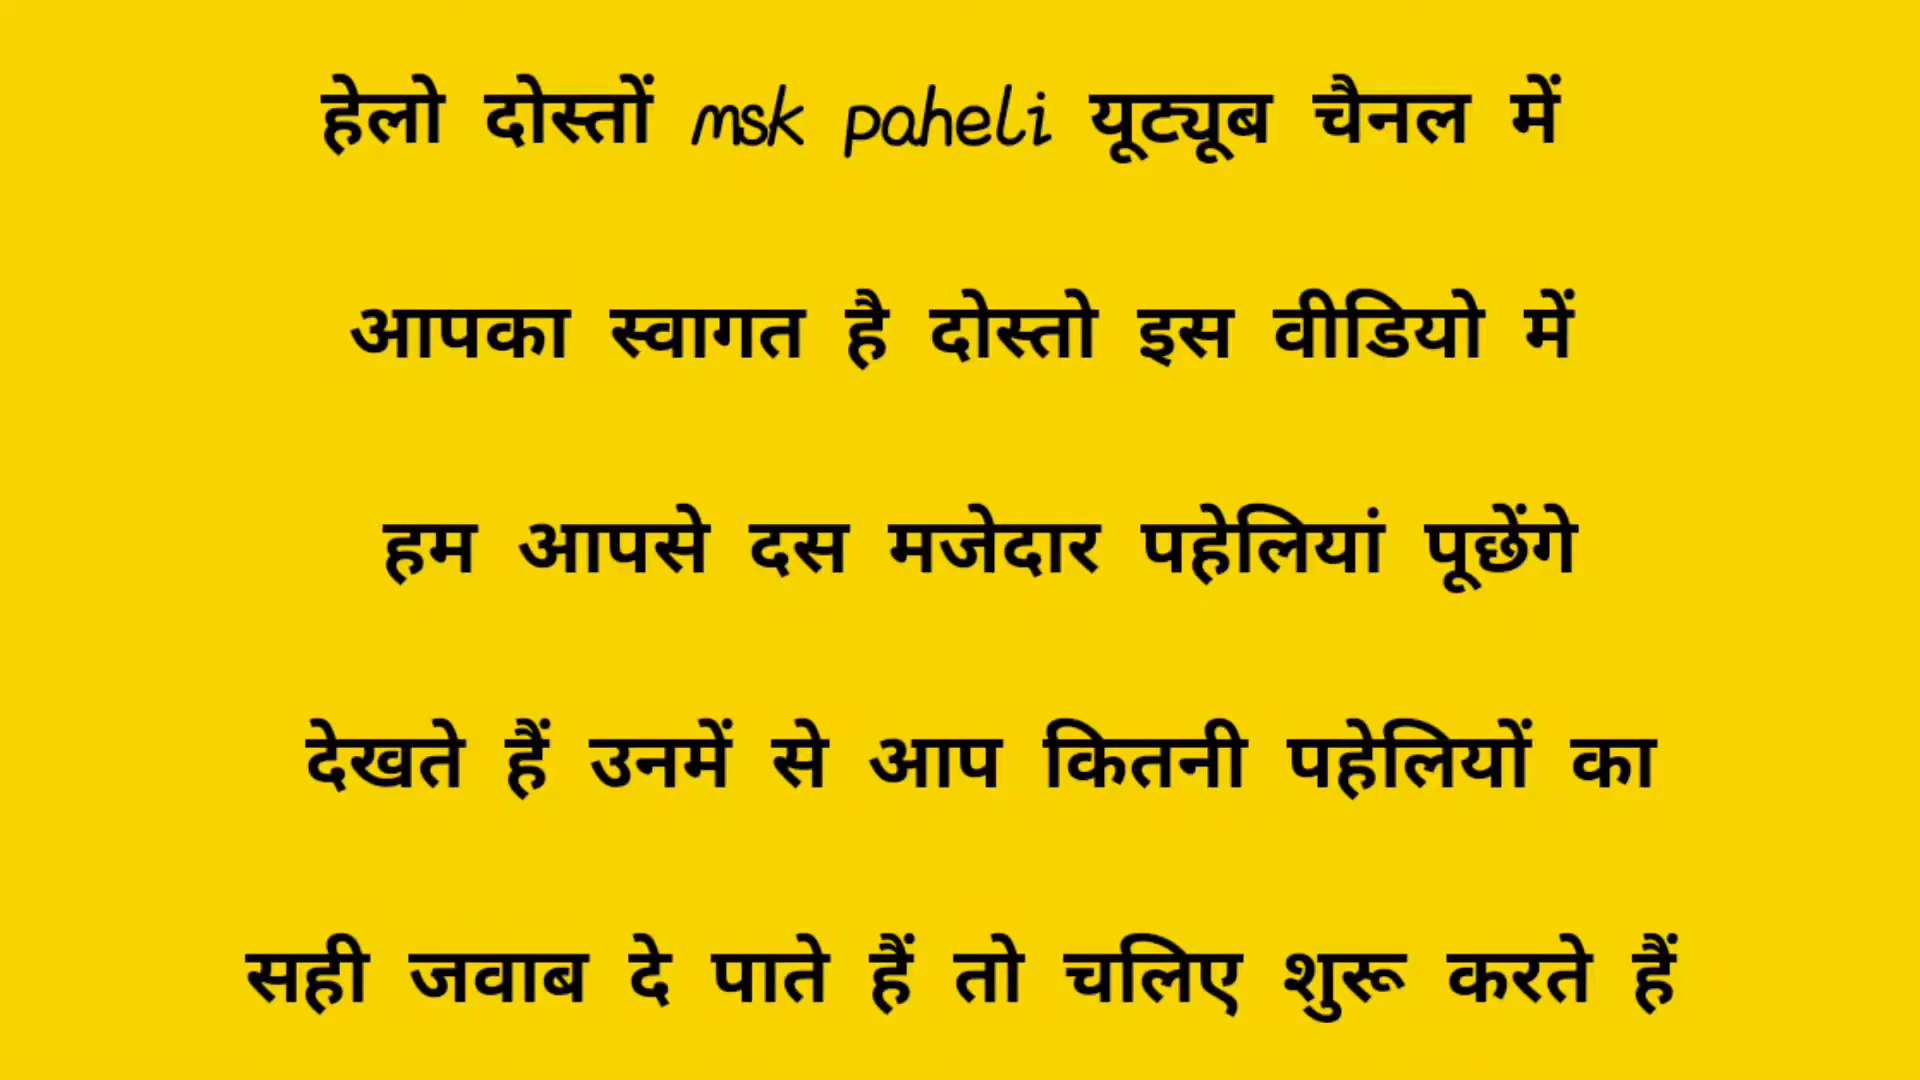 हेलो दोस्तों msk paheli यूट्यूब चैनल में
आपका स्वागत है दोस्तो इस वीडियो में
हम आपसे दस मजेदार पहेलियां पूछेंगे
देखते हैं उनमें से आप कितनी पहेलियों का
सही जवाब दे पाते हैं तो चलिए शुरू करते हैं